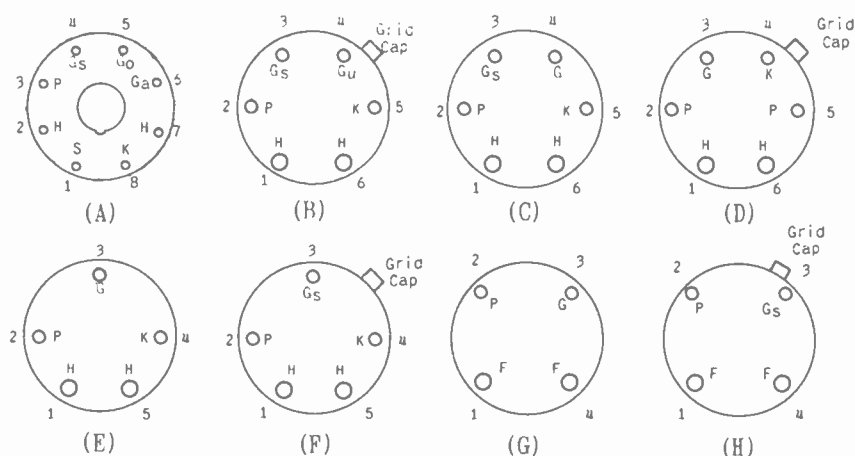 4 5 3 4 Grid Cap 3 4 3 4 Grid Cap
Gs Go Gs Gu Gs G G K
3 P Ga 6 2 P K 5 2 P K 5 2 P P 5
2 H H 7 H H H H H H
S K
1 8 1 6 1 6 1 6
(A) (B) (C) (D)
3 3 Grid Cap 2 3 2 Grid Cap 3
G Gs P G P Gs
2 P K 4 2 P K 4
H H H H F F F F
1 5 1 5 1 4 1 4
(E) (F) (G) (H)